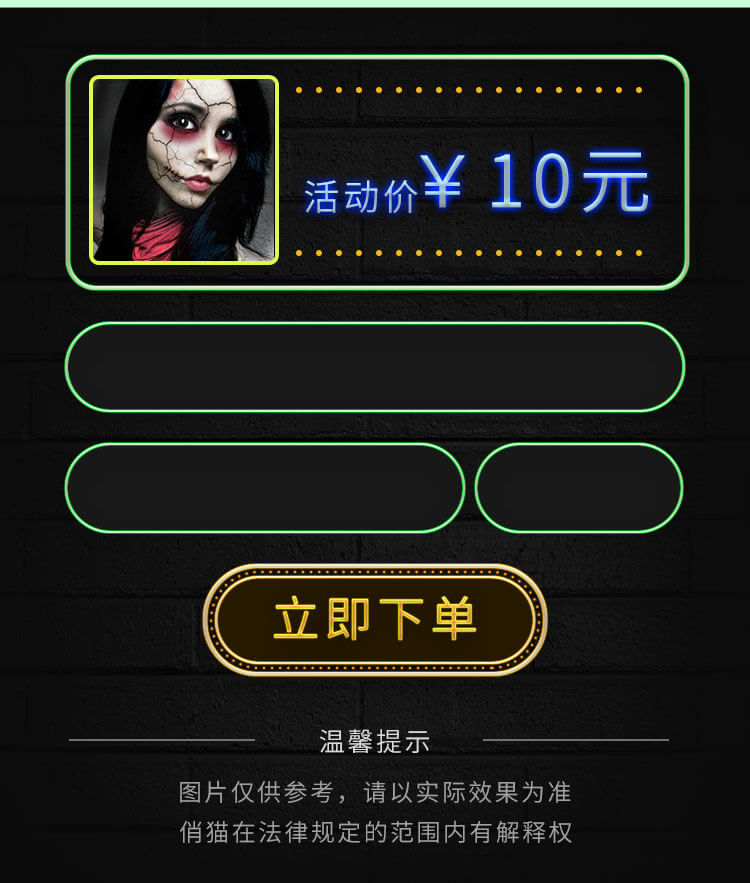 活动价¥ 10元
立即下单
温馨提示
图片仅供参考，请以实际效果为准
俏猫在法律规定的范围内有解释权